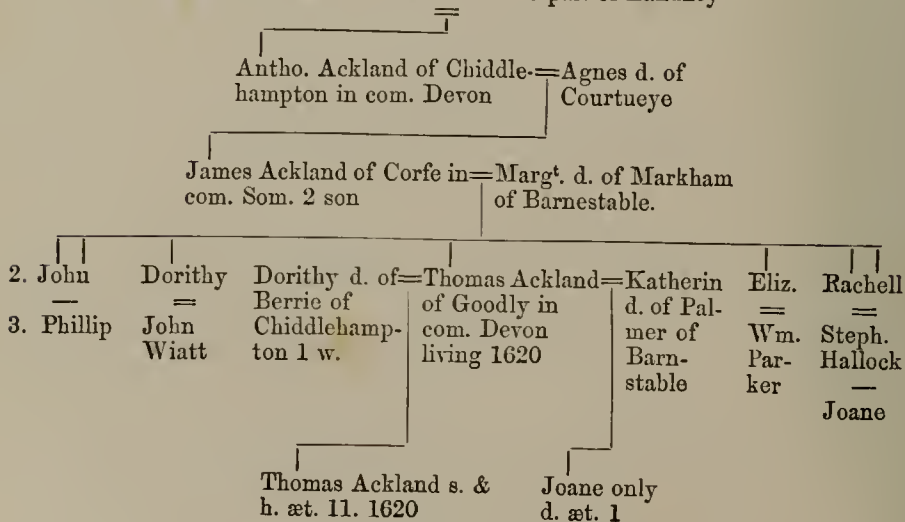 Antho. Ackland of Chiddle-=Agnes d. of
hampton in com. Devon Courtueye
James Ackland of Corfe in=Margt. d. of Markham
com. Som. 2 son of Barnestable.
2. John Dorithy Dorithy d. of=Thomas Ackland=Katherin Eliz. Rachell
— = Berrie of of Goodly in d. of Pal- = =
3. Phillip John Chiddlehamp- com. Devon mer of Wm. Steph.
Wiatt ton 1 w. living 1620 Barn- Par- Hallock
stable ker —
Joane
Thomas Ackland s. & Joane only
h. æt. 11. 1620 d. æt. 1